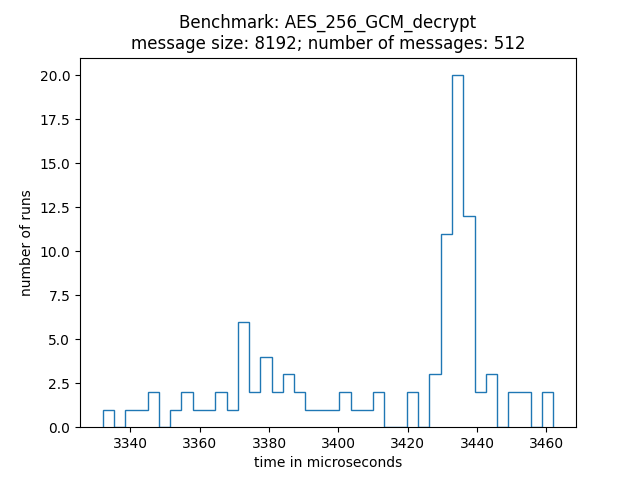 Benchmark: AES_256_GCM_decrypt
message size: 8192; number of messages: 512
20.0
17.5
15.0
12.5
10.0
7.5
5.0
2.5
0.0
number of runs
3340 3360 3380 3400 3420 3440 3460
time in microseconds